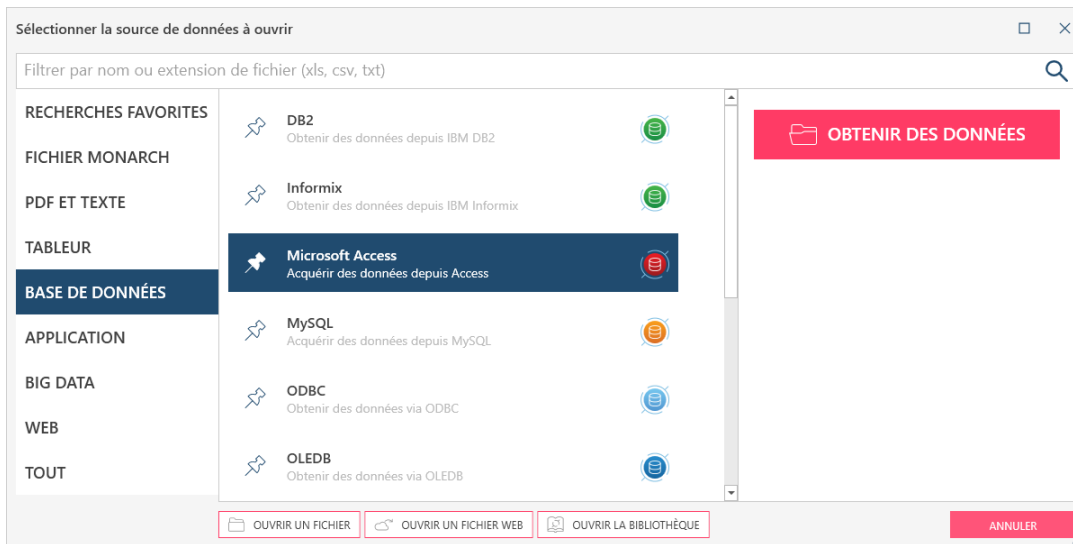 Sélectionner la source de données à ouvrir
Filtrer par nom ou extension de fichier (xls, csv, txt)
RECHERCHES FAVORITES
FICHIER MONARCH
PDF ET TEXTE
TABLEUR
BASE DE DONNÉES
APPLICATION
BIG DATA
WEB
TOUT
DB2
Obtenir des données depuis IBM DB2
Informix
Obtenir des données depuis IBM Informix
Microsoft Access
Acquérir des données depuis Access
MySQL
Acquérir des données depuis MySQL
ODBC
Obtenir des données via ODBC
OLEDB
Obtenir des données via OLEDB
OBTENIR DES DONNÉES
OUVRIR UN FICHIER
OUVRIR UN FICHIER WEB
OUVRIR LA BIBLIOTHÈQUE
ANNULER